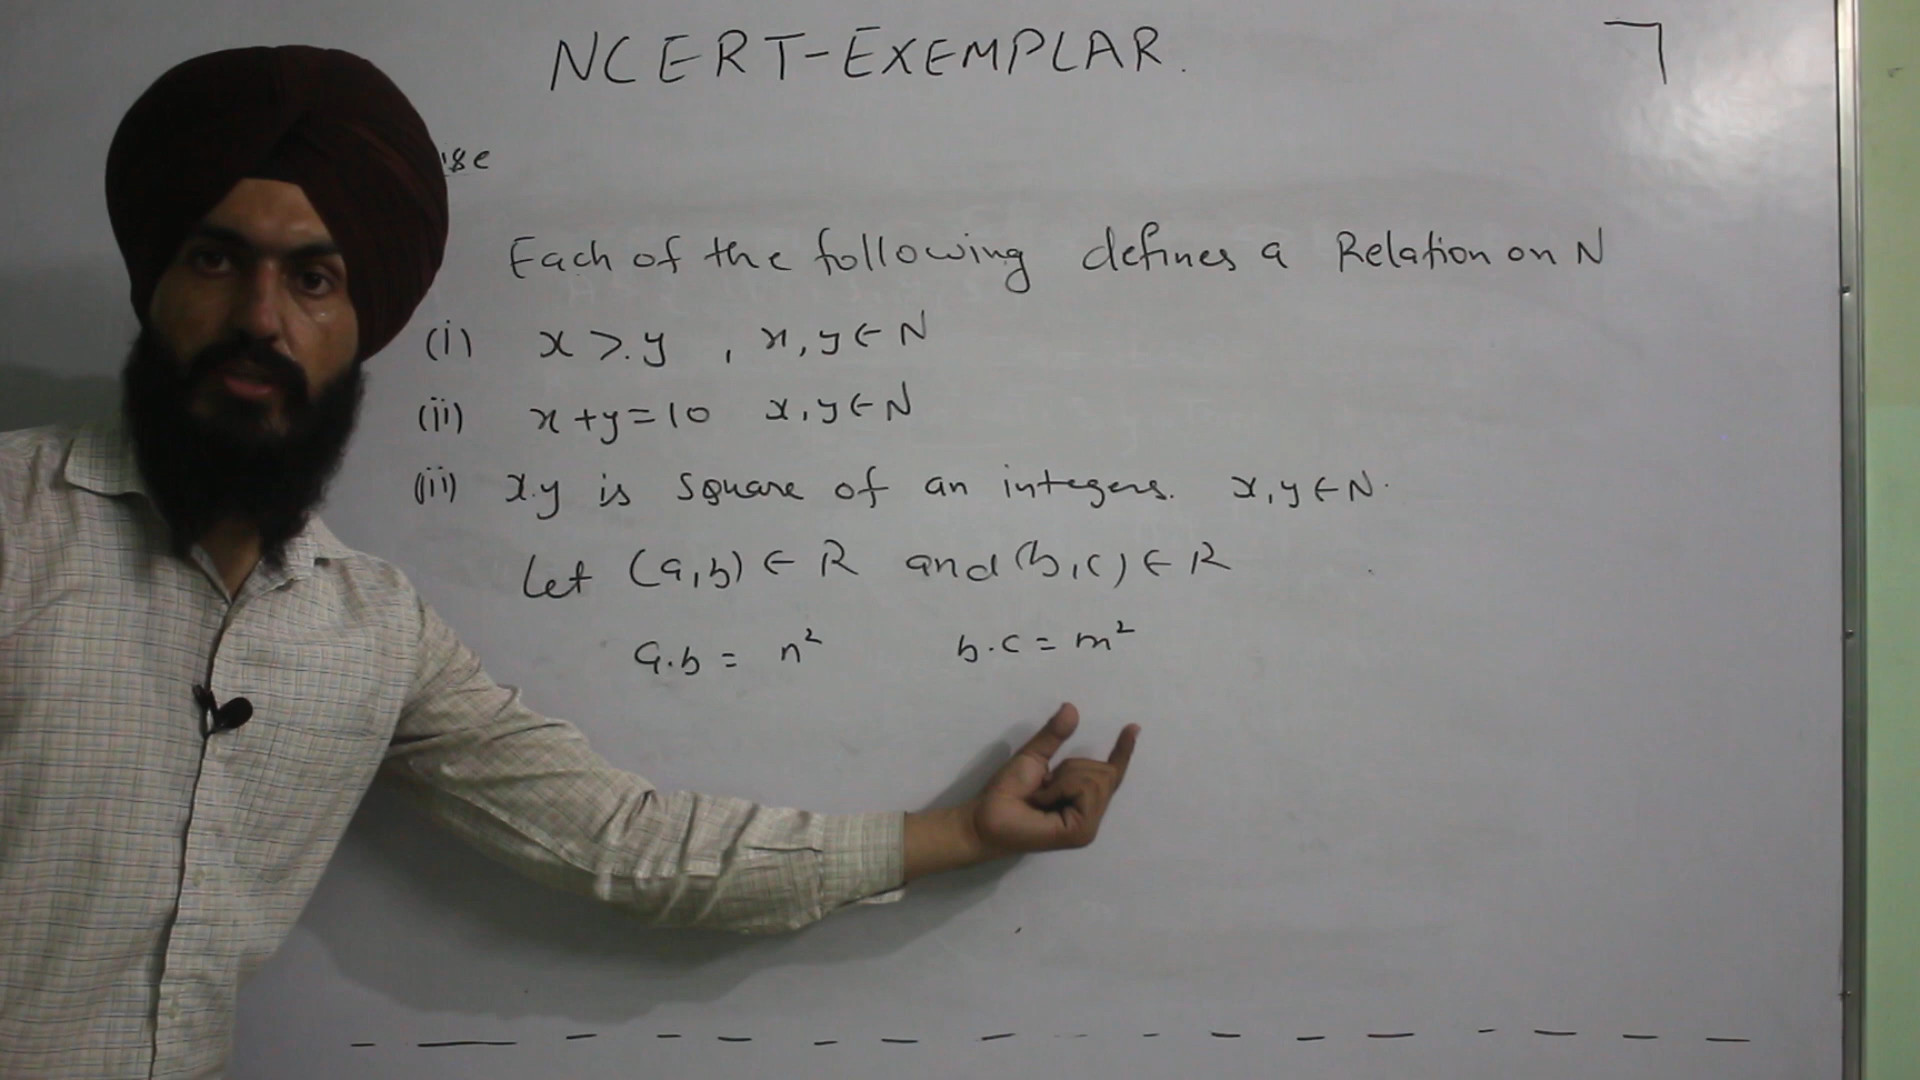 NCERT-EXEMPLAR.
Each of the following defines a Relation on N
(i) x > y , x, y ∈ N
(ii) x + y = 10 x, y ∈ N
(iii) x.y is square of an integers. x, y ∈ N.
Let (a, b) ∈ R and (b, c) ∈ R
a.b = n² b.c = m²